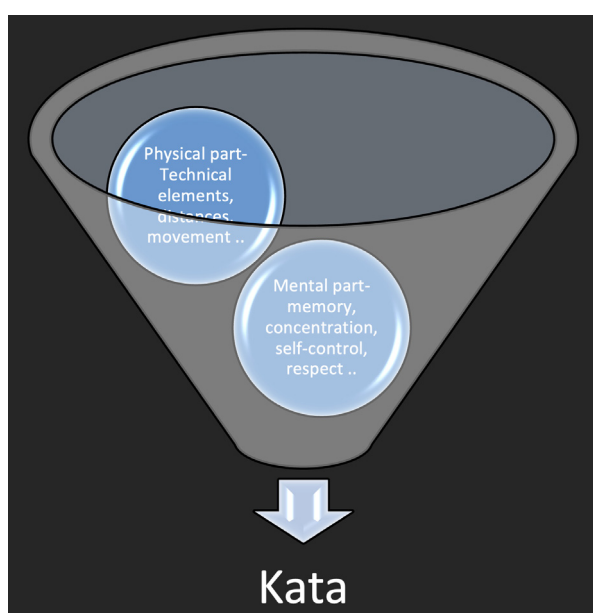 Physical part-
Technical
elements,
distances,
movement ..
Mental part-
memory,
concentration,
self-control,
respect ..
Kata